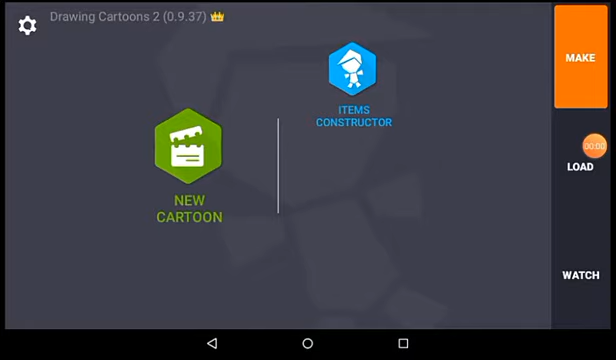 Drawing Cartoons 2 (0.9.37)
MAKE
ITEMS
CONSTRUCTOR
00:00
LOAD
NEW
CARTOON
WATCH